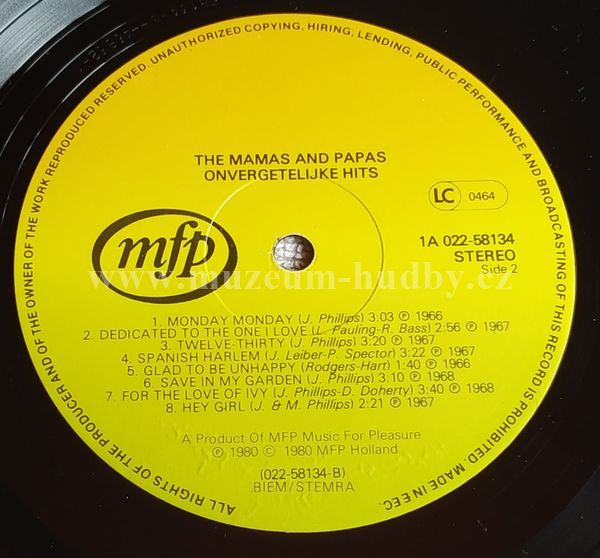 ALL RIGHTS OF THE PRODUCER AND OF THE OWNER OF THE WORK REPRODUCED RESERVED. UNAUTHORIZED COPYING, HIRING, LENDING, PUBLIC PERFORMANCE AND BROADCASTING OF THIS RECORD IS PROHIBITED. MADE IN EEC.
THE MAMAS AND PAPAS
ONVERGETELIJKE HITS
LC 0464
mfp
1A 022-58134
STEREO
Side 2
www.muzeum-hudby.cz
1. MONDAY MONDAY (J. Phillips) 3:03 ℗ 1966
2. DEDICATED TO THE ONE I LOVE (L. Pauling-R. Bass) 2:56 ℗ 1967
3. TWELVE-THIRTY (J. Phillips) 3:20 ℗ 1967
4. SPANISH HARLEM (J. Leiber-P. Spector) 3:22 ℗ 1967
5. GLAD TO BE UNHAPPY (Rodgers-Hart) 1:40 ℗ 1966
6. SAVE IN MY GARDEN (J. Phillips) 3:10 ℗ 1968
7. FOR THE LOVE OF IVY (J. Phillips-D. Doherty) 3:40 ℗ 1968
8. HEY GIRL (J. & M. Phillips) 2:21 ℗ 1967
A Product Of MFP Music For Pleasure
℗ 1980 © 1980 MFP Holland
(022-58134-B)
BIEM/STEMRA